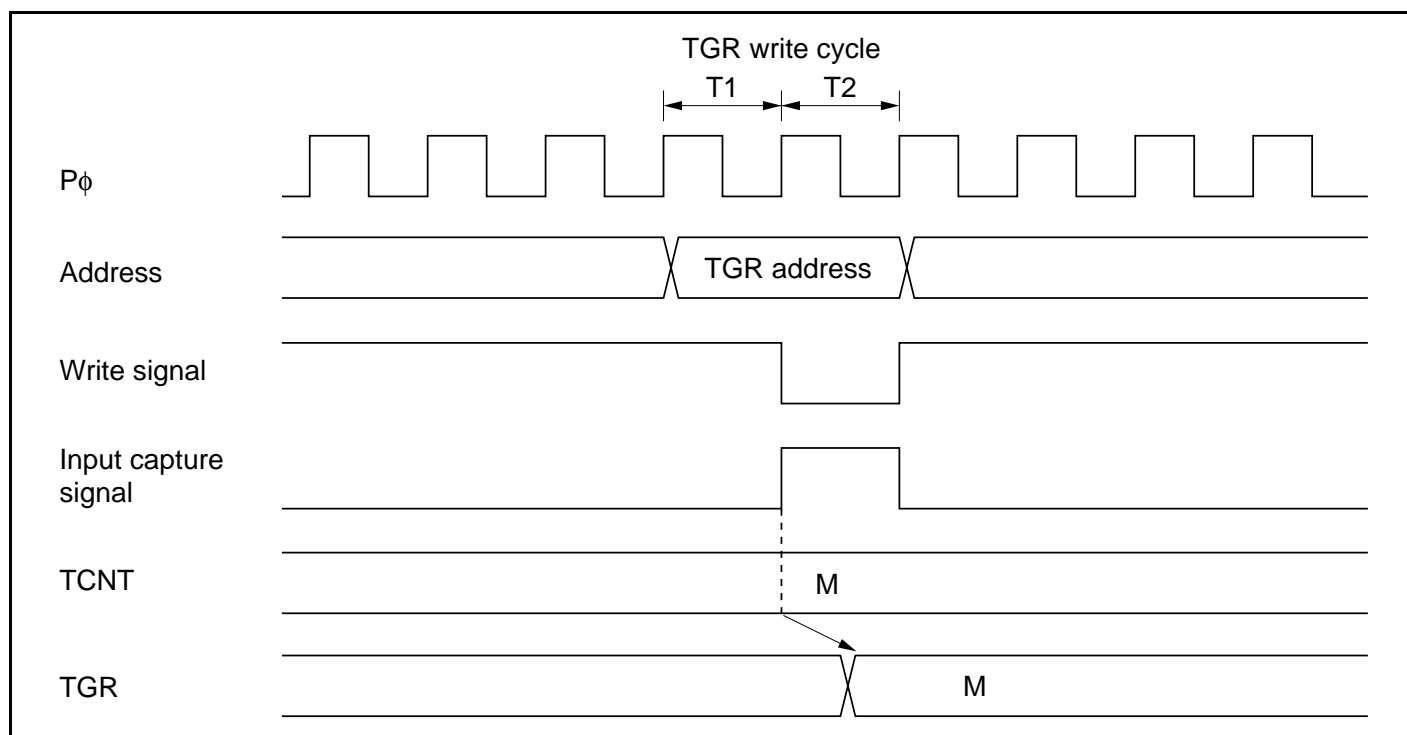 TGR write cycle
T1 T2
Pϕ
Address
TGR address
Write signal
Input capture
signal
TCNT
M
TGR
M